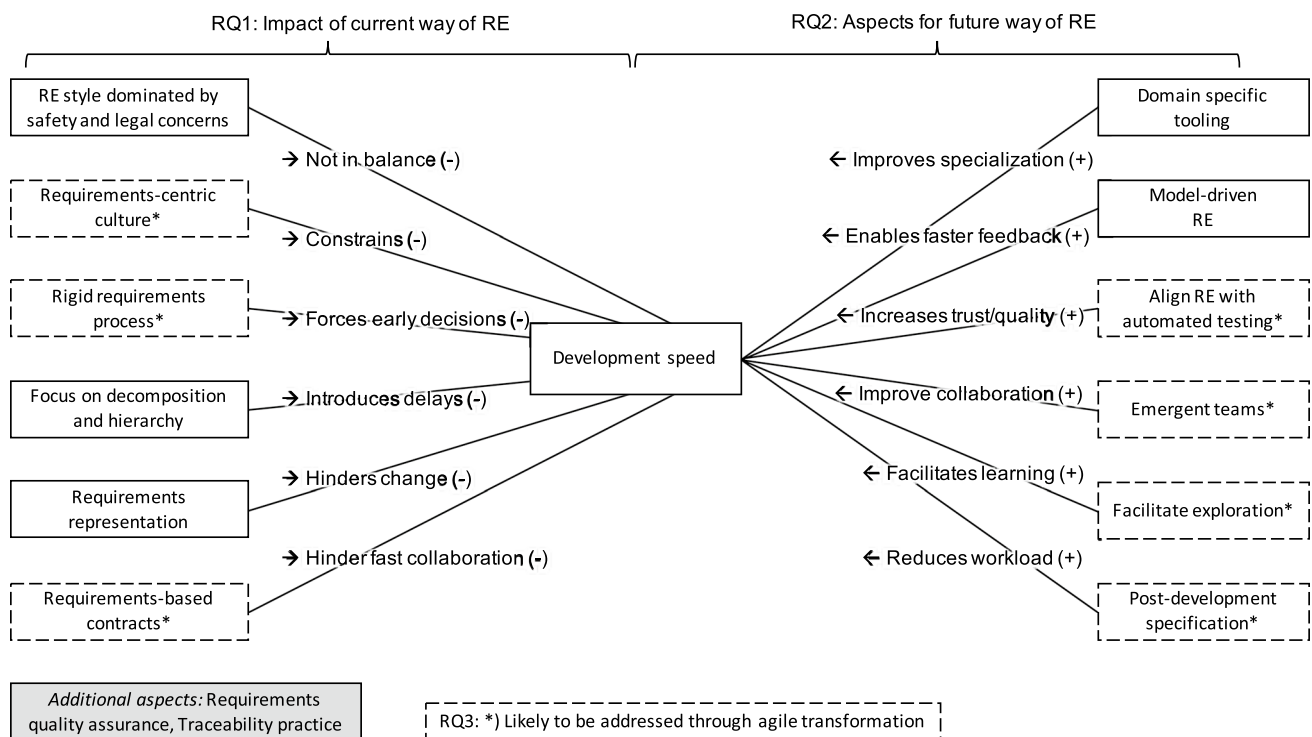 RQ1: Impact of current way of RE
RQ2: Aspects for future way of RE
RE style dominated by
safety and legal concerns
→ Not in balance (-)
Requirements-centric
culture*
→ Constrains (-)
Rigid requirements
process*
→ Forces early decisions (-)
Focus on decomposition
and hierarchy
→ Introduces delays (-)
Requirements
representation
→ Hinders change (-)
Requirements-based
contracts*
→ Hinder fast collaboration (-)
Development speed
Domain specific
tooling
← Improves specialization (+)
Model-driven
RE
← Enables faster feedback (+)
Align RE with
automated testing*
← Increases trust/quality (+)
Emergent teams*
← Improve collaboration (+)
Facilitate exploration*
← Facilitates learning (+)
Post-development
specification*
← Reduces workload (+)
Additional aspects: Requirements
quality assurance, Traceability practice
RQ3: *) Likely to be addressed through agile transformation